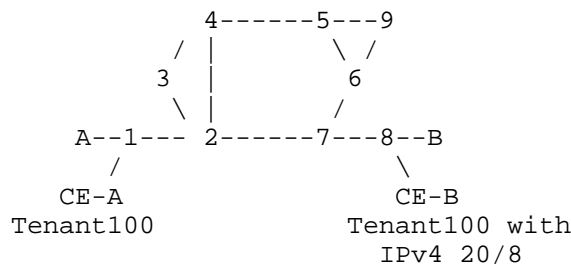 4------5---9
3 6
A--1--- 2------7---8--B
CE-A CE-B
Tenant100 Tenant100 with
IPv4 20/8